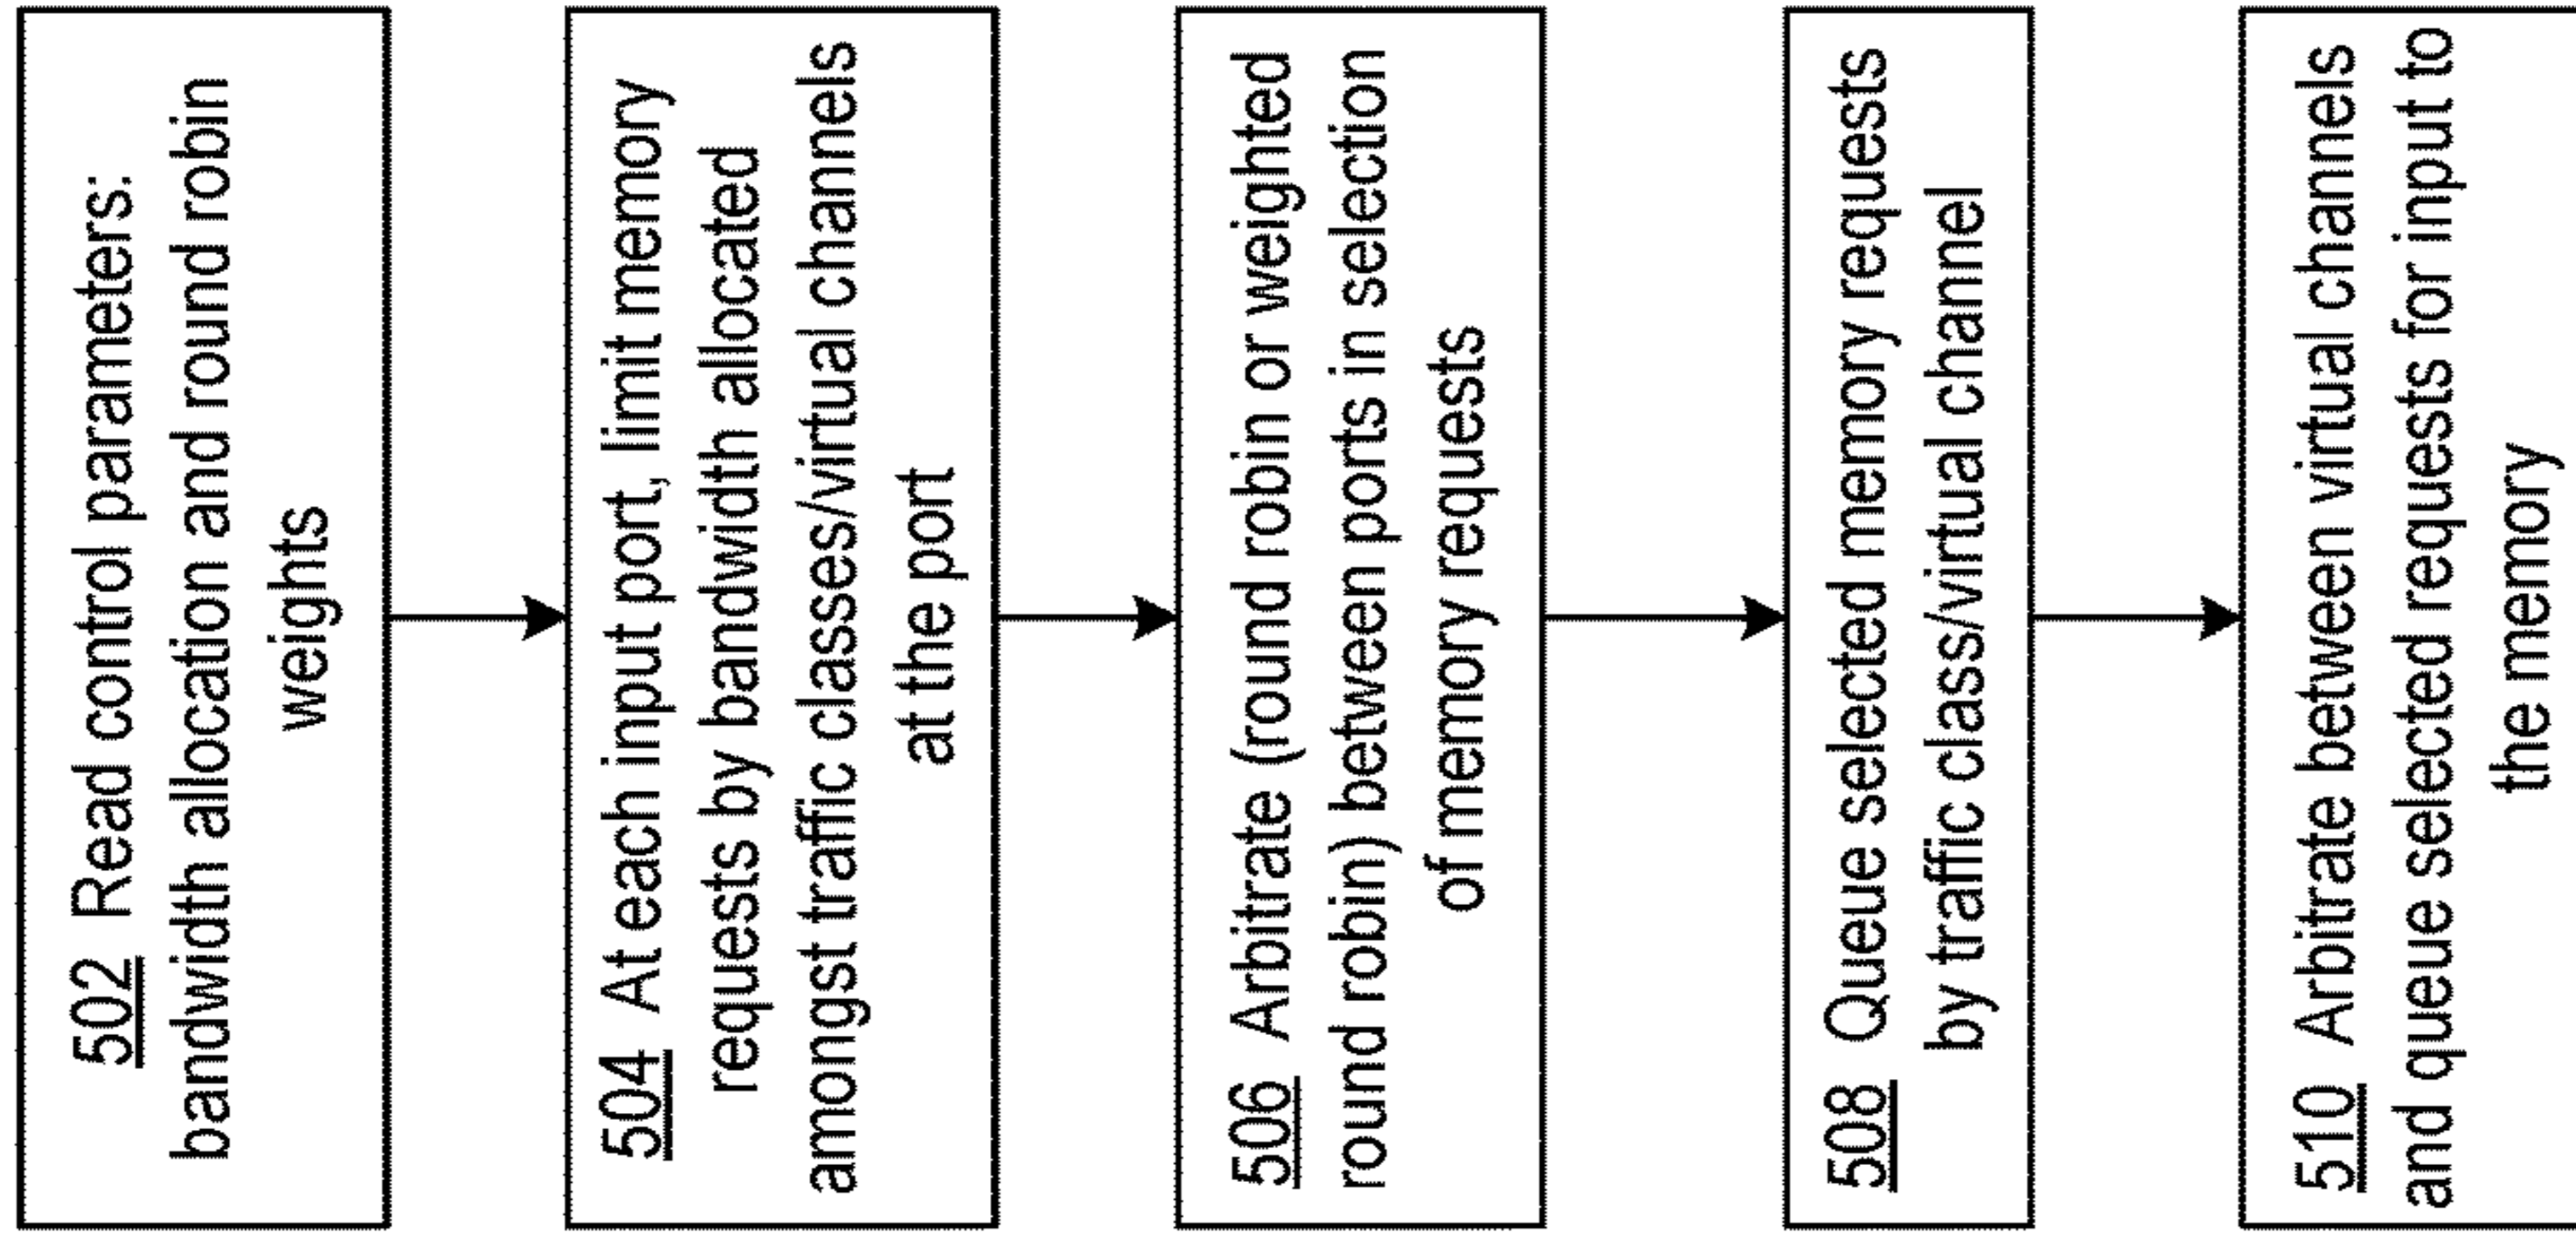 502 Read control parameters:
bandwidth allocation and round robin
weights
504 At each input port, limit memory
requests by bandwidth allocated
amongst traffic classes/virtual channels
at the port
506 Arbitrate (round robin or weighted
round robin) between ports in selection
of memory requests
508 Queue selected memory requests
by traffic class/virtual channel
510 Arbitrate between virtual channels
and queue selected requests for input to
the memory